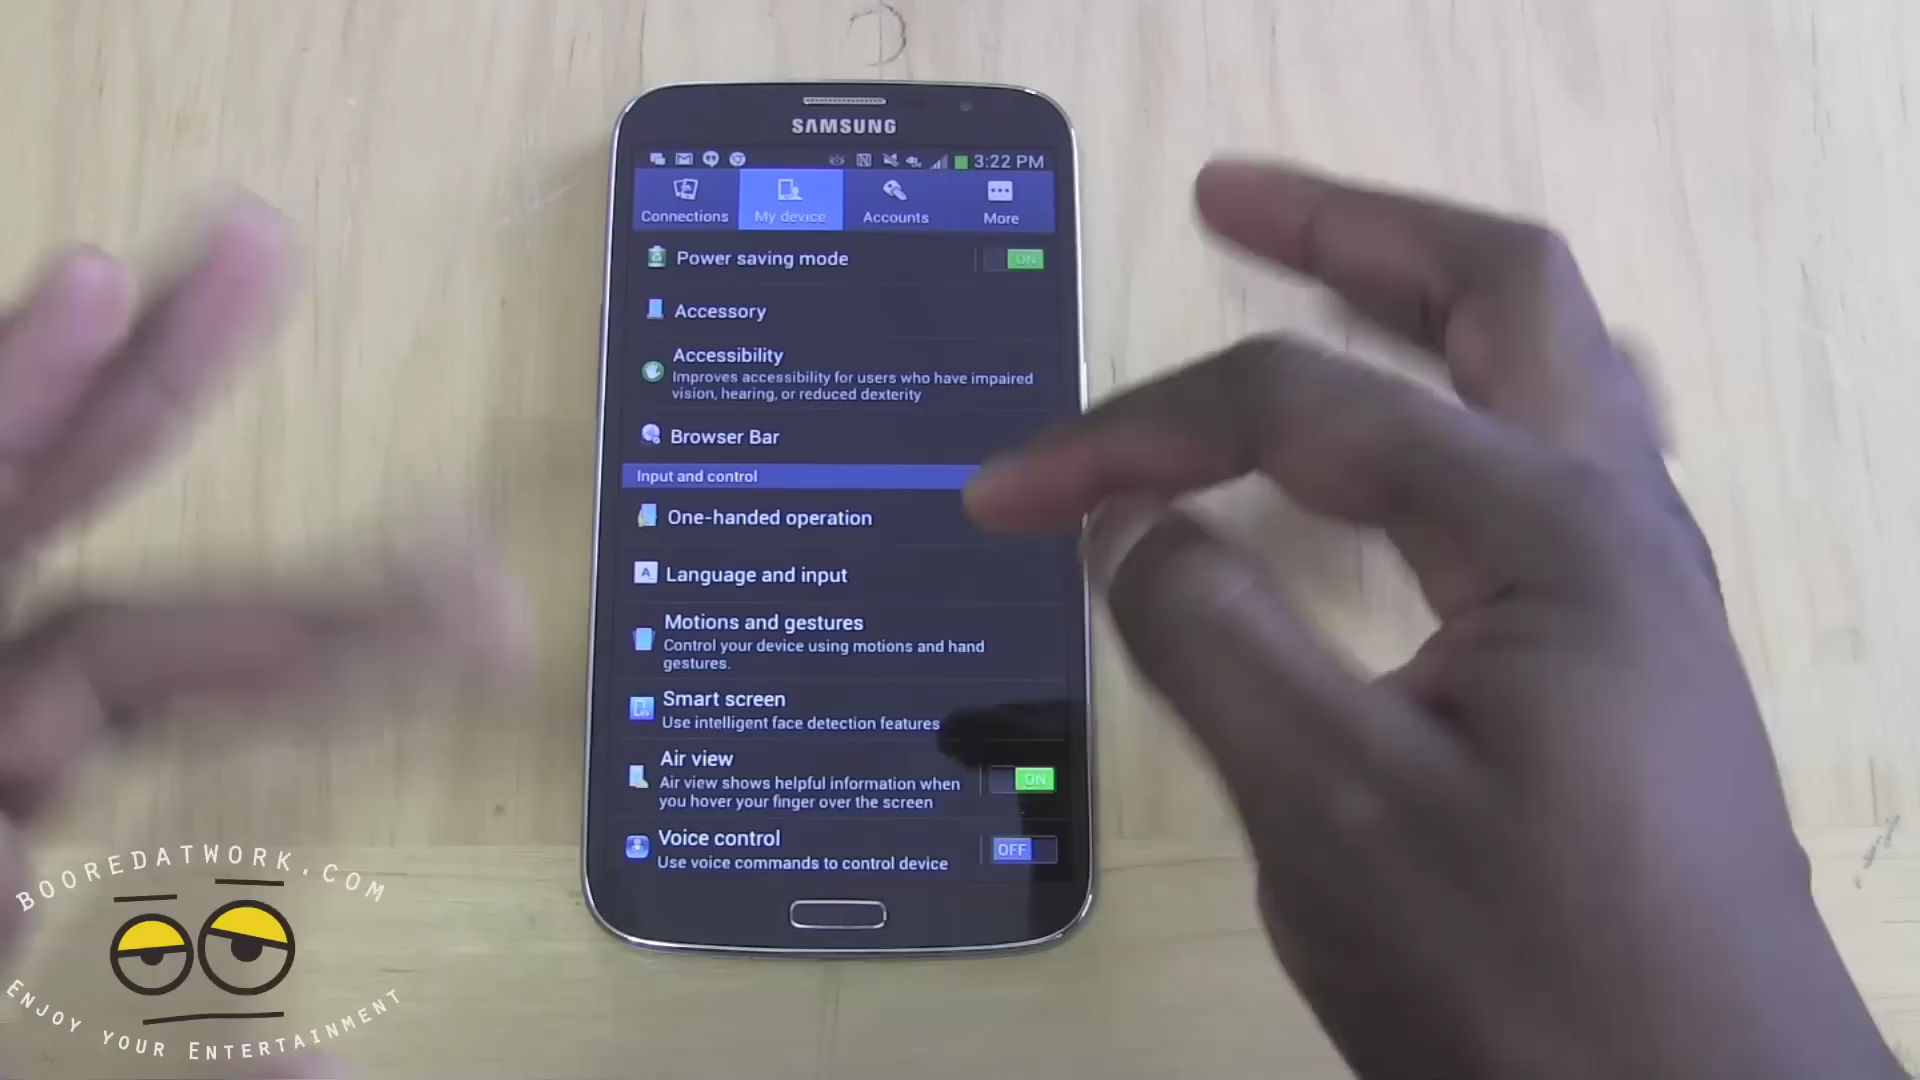 SAMSUNG
3:22 PM
Connections
My device
Accounts
More
Power saving mode
ON
Accessory
Accessibility
Improves accessibility for users who have impaired
vision, hearing, or reduced dexterity
Browser Bar
Input and control
One-handed operation
A
Language and input
Motions and gestures
Control your device using motions and hand
gestures.
Smart screen
Use intelligent face detection features
Air view
Air view shows helpful information when
you hover your finger over the screen
ON
Voice control
Use voice commands to control device
OFF
BOOREDATWORK.COM
ENJOY YOUR ENTERTAINMENT